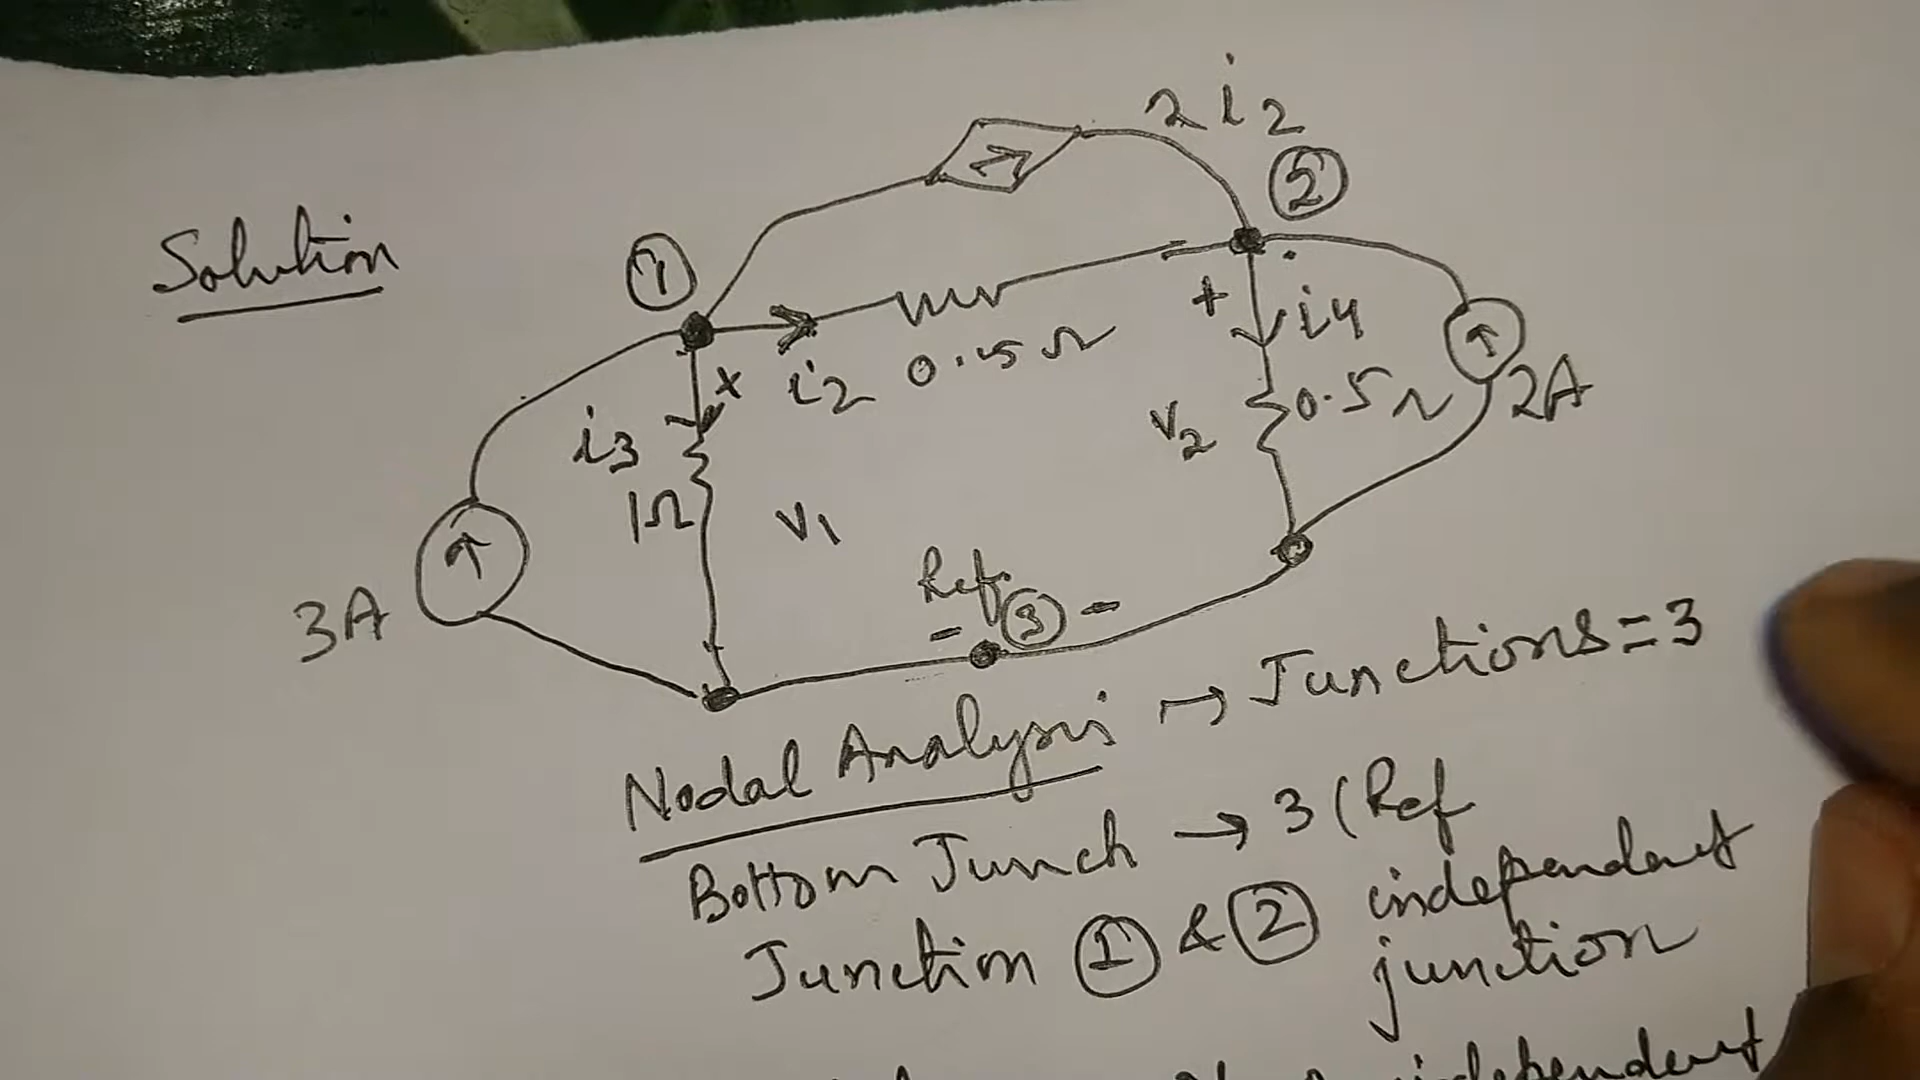 Solution
2i2
1
2
+
+
i2
0.5Ω
i4
i3
0.5Ω
2A
1Ω
V1
V2
3A
Ref.
-
3
-
Nodal Analysis → Junctions = 3
Bottom Junch → 3 (Ref
Junction 1 & 2 independent
junction
independent